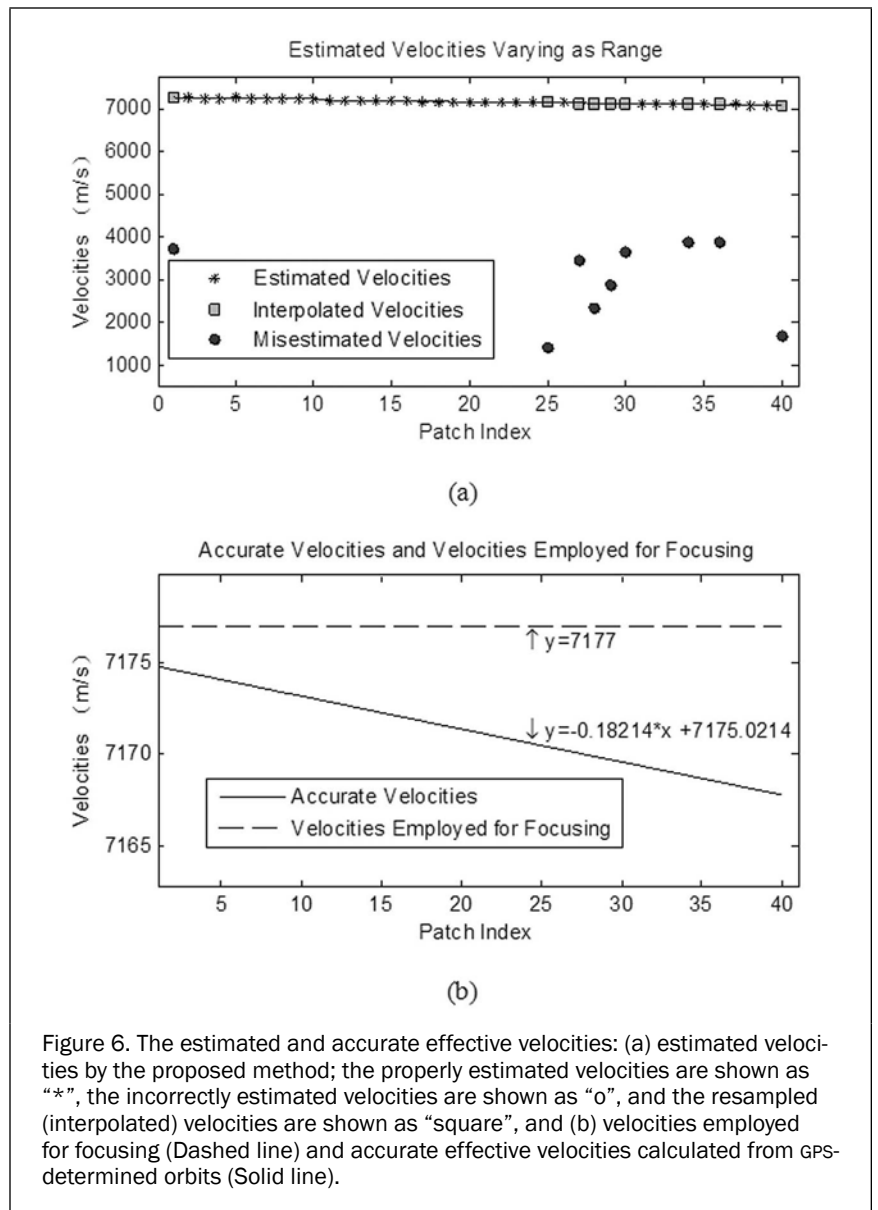 Estimated Velocities Varying as Range
7000
6000
5000
4000
3000
2000
1000
Velocities (m/s)
Estimated Velocities
Interpolated Velocities
Misestimated Velocities
0 5 10 15 20 25 30 35 40
Patch Index
(a)
Accurate Velocities and Velocities Employed for Focusing
7175
7170
7165
Velocities (m/s)
↑ y=7177
↓ y=-0.18214*x +7175.0214
Accurate Velocities
Velocities Employed for Focusing
5 10 15 20 25 30 35 40
Patch Index
(b)
Figure 6. The estimated and accurate effective velocities: (a) estimated veloci-
ties by the proposed method; the properly estimated velocities are shown as
“*”, the incorrectly estimated velocities are shown as “o”, and the resampled
(interpolated) velocities are shown as “square”, and (b) velocities employed
for focusing (Dashed line) and accurate effective velocities calculated from GPS-
determined orbits (Solid line).